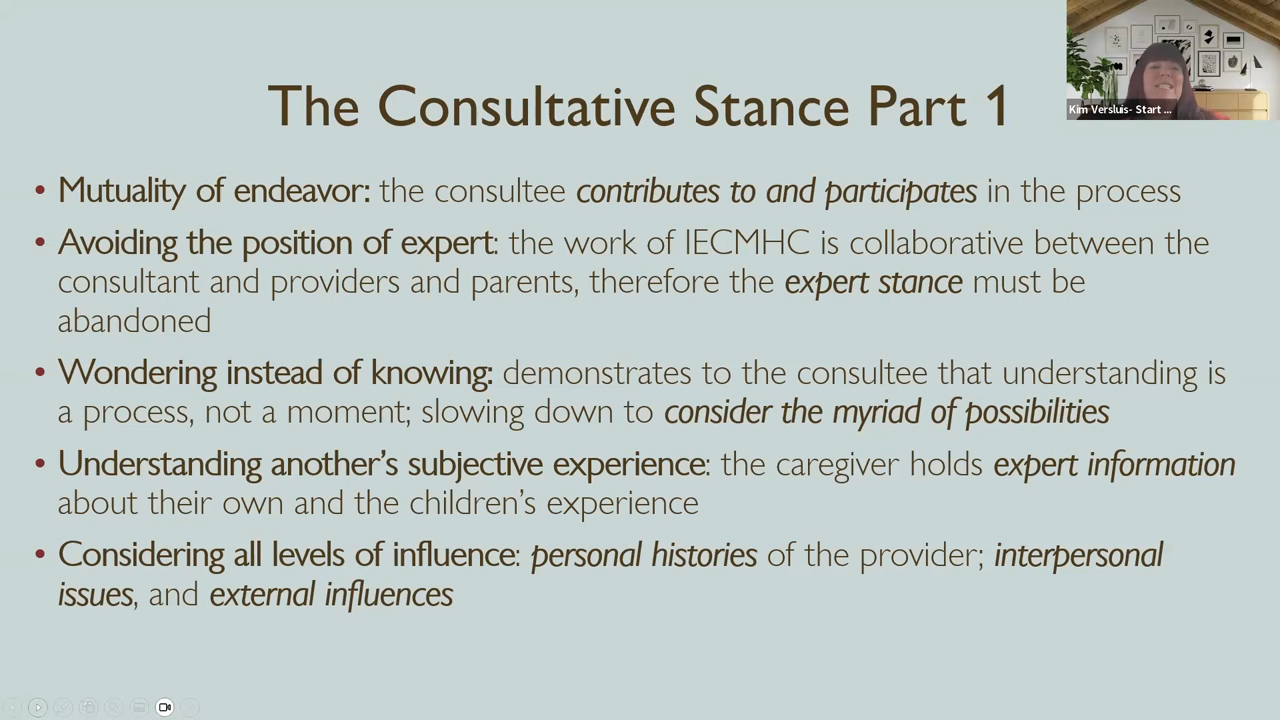 Kim Versluis- Start ...
The Consultative Stance Part 1
• Mutuality of endeavor: the consultee contributes to and participates in the process
• Avoiding the position of expert: the work of IECMHC is collaborative between the
consultant and providers and parents, therefore the expert stance must be
abandoned
• Wondering instead of knowing: demonstrates to the consultee that understanding is
a process, not a moment; slowing down to consider the myriad of possibilities
• Understanding another’s subjective experience: the caregiver holds expert information
about their own and the children’s experience
• Considering all levels of influence: personal histories of the provider; interpersonal
issues, and external influences